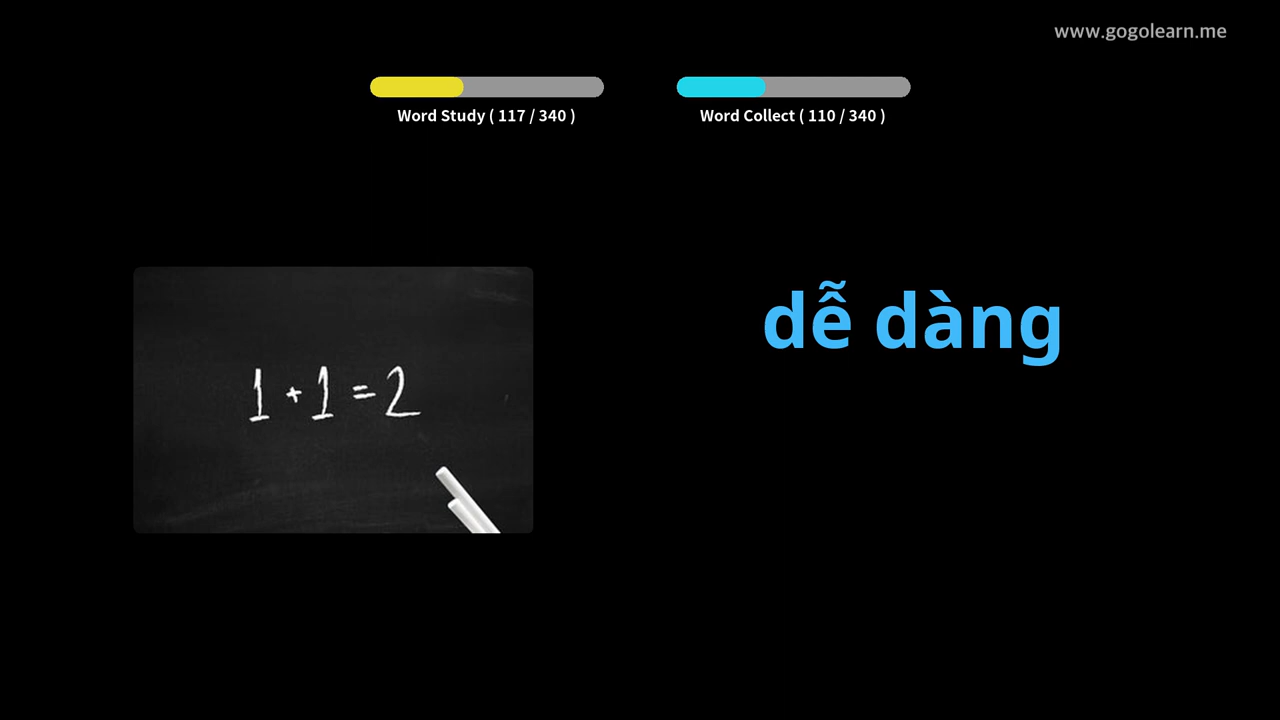 www.gogolearn.me
Word Study ( 117 / 340 )
Word Collect ( 110 / 340 )
1 + 1 = 2
dễ dàng